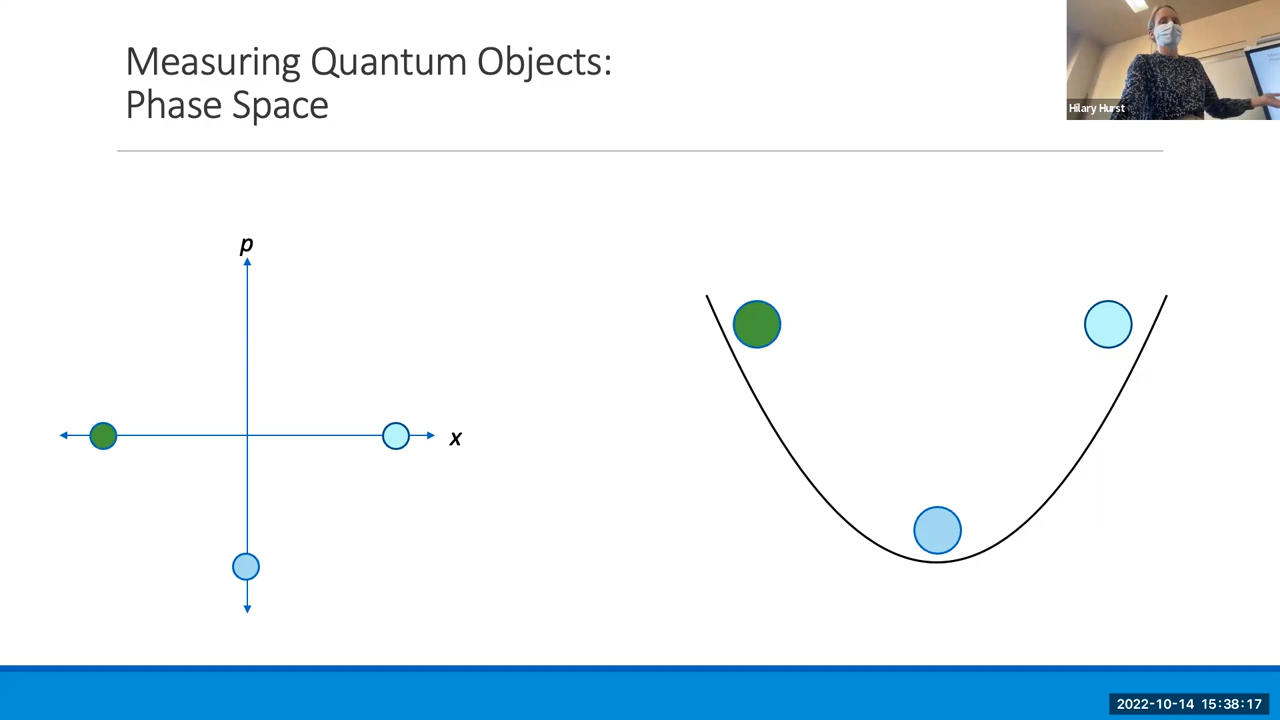 Measuring Quantum Objects:
Phase Space
Hilary Hurst
p
x
2022-10-14 15:38:17